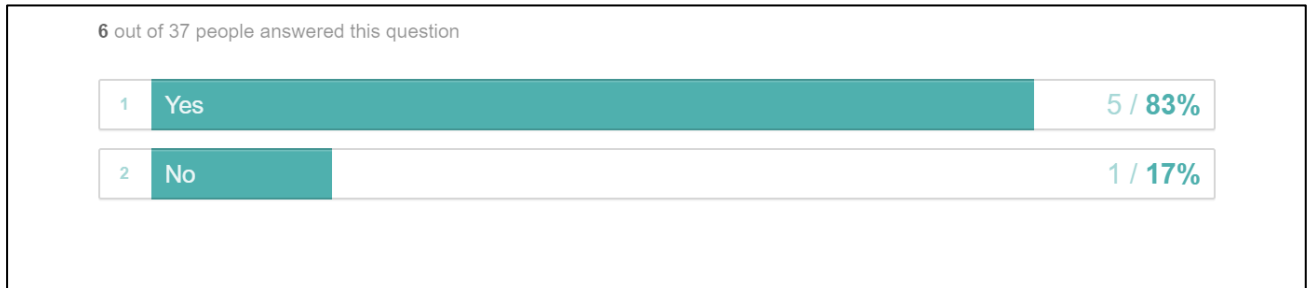 6 out of 37 people answered this question
1 Yes 5 / 83%
2 No 1 / 17%